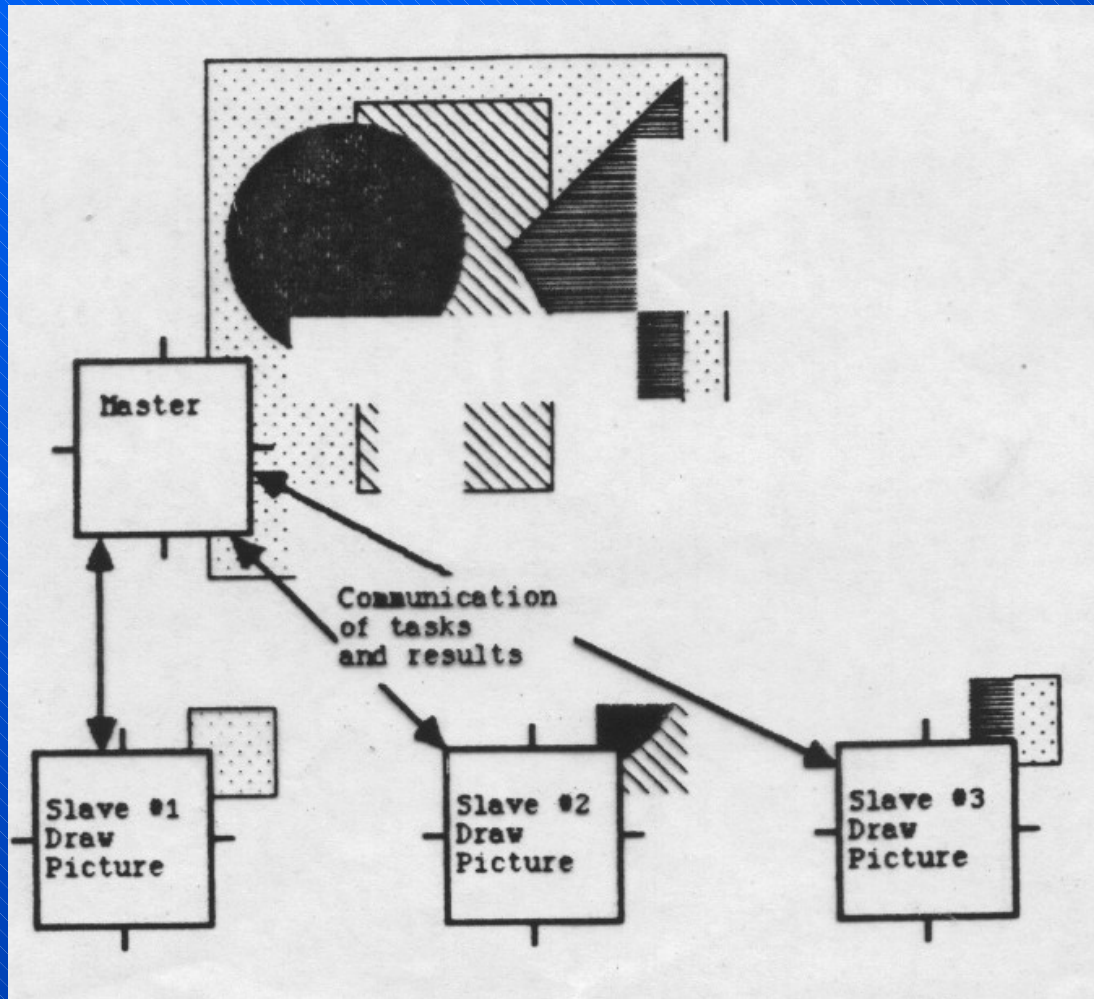 Master
Communication
of tasks
and results
Slave #1
Draw
Picture
Slave #2
Draw
Picture
Slave #3
Draw
Picture